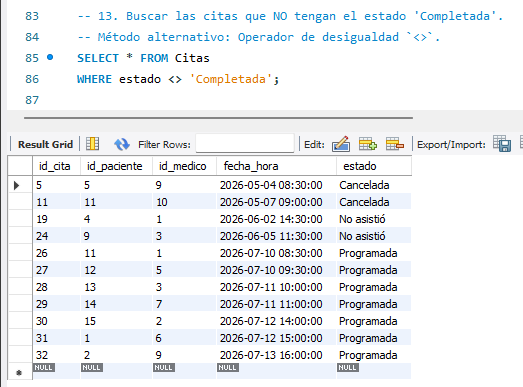 83 -- 13. Buscar las citas que NO tengan el estado 'Completada'.
84 -- Método alternativo: Operador de desigualdad `<>`.
85 SELECT * FROM Citas
86 WHERE estado <> 'Completada';
87
Result Grid Filter Rows: Edit: Export/Import:
id_cita id_paciente id_medico fecha_hora estado
5 5 9 2026-05-04 08:30:00 Cancelada
11 11 10 2026-05-07 09:00:00 Cancelada
19 4 1 2026-06-02 14:30:00 No asistió
24 9 3 2026-06-05 11:30:00 No asistió
26 11 1 2026-07-10 08:30:00 Programada
27 12 5 2026-07-10 09:30:00 Programada
28 13 3 2026-07-11 10:00:00 Programada
29 14 7 2026-07-11 11:00:00 Programada
30 15 2 2026-07-12 14:00:00 Programada
31 1 6 2026-07-12 15:00:00 Programada
32 2 9 2026-07-13 16:00:00 Programada
NULL NULL NULL NULL NULL